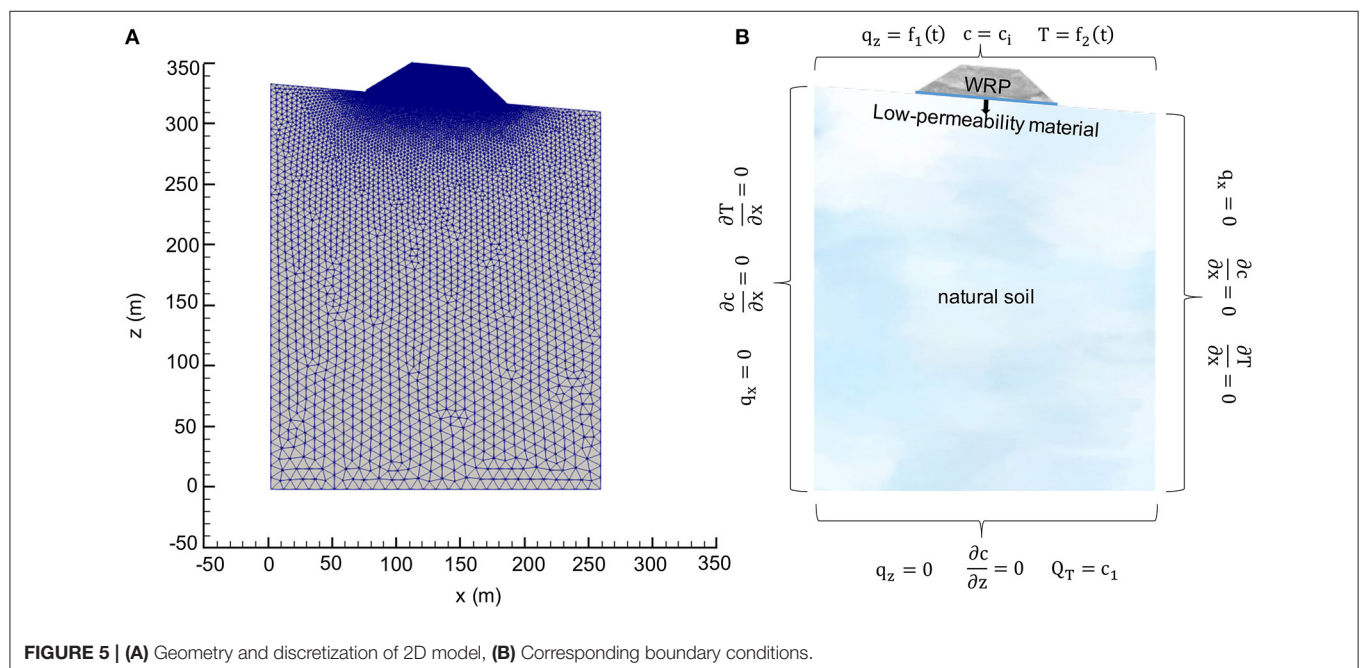 A
350
300
250
200
150
100
50
0
-50
z (m)
-50 0 50 100 150 200 250 300 350
x (m)
B
q_z = f_1(t) c = c_i T = f_2(t)
WRP
Low-permeability material
natural soil
∂T/∂x = 0
∂c/∂x = 0
q_x = 0
q_x = 0
∂c/∂x = 0
∂T/∂x = 0
q_z = 0 ∂c/∂z = 0 Q_T = c_1
FIGURE 5 | (A) Geometry and discretization of 2D model, (B) Corresponding boundary conditions.